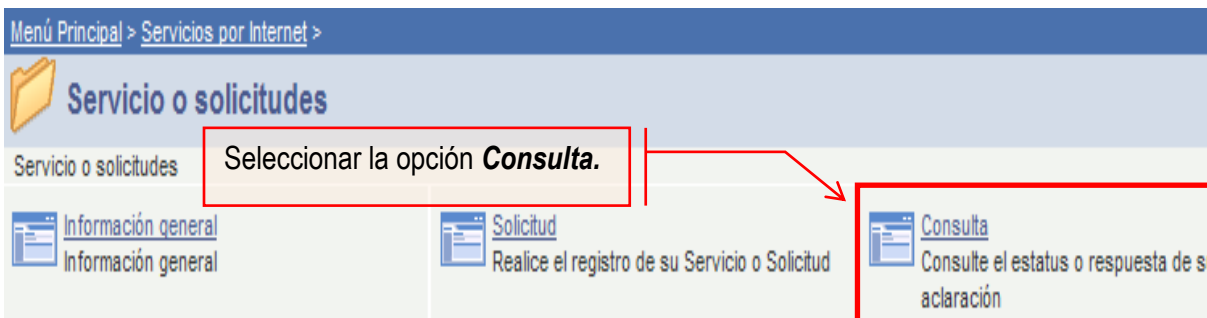 Menú Principal > Servicios por Internet >
Servicio o solicitudes
Seleccionar la opción Consulta.
Servicio o solicitudes
Información general
Información general
Solicitud
Realice el registro de su Servicio o Solicitud
Consulta
Consulte el estatus o respuesta de
aclaración